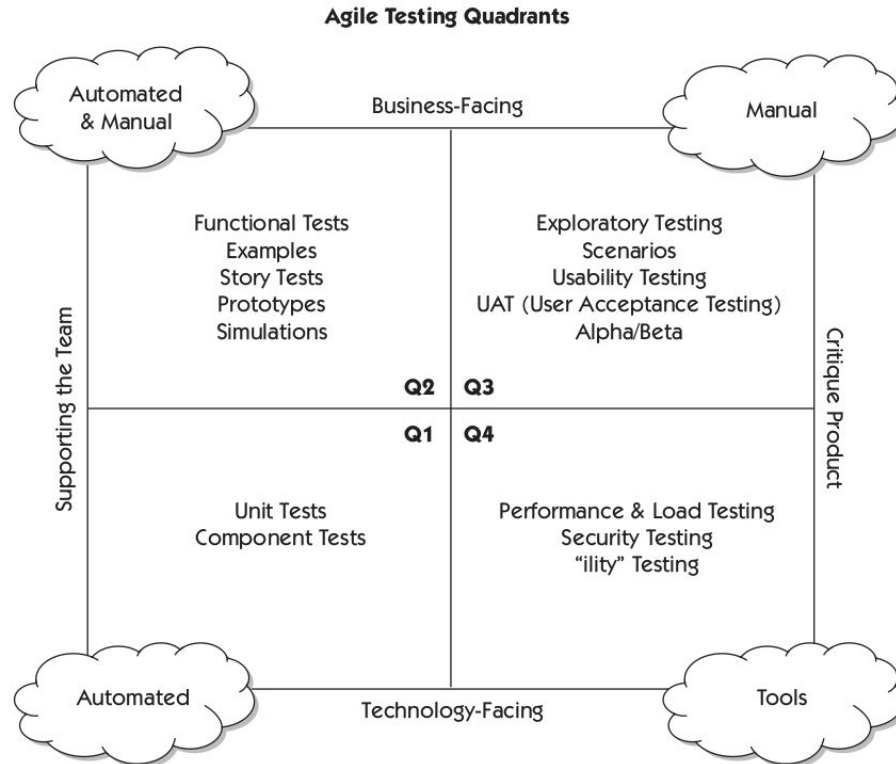 Agile Testing Quadrants
Automated
& Manual
Business-Facing
Manual
Functional Tests
Examples
Story Tests
Prototypes
Simulations
Exploratory Testing
Scenarios
Usability Testing
UAT (User Acceptance Testing)
Alpha/Beta
Supporting the Team
Critique Product
Q2
Q3
Q1
Q4
Unit Tests
Component Tests
Performance & Load Testing
Security Testing
“ility” Testing
Automated
Technology-Facing
Tools